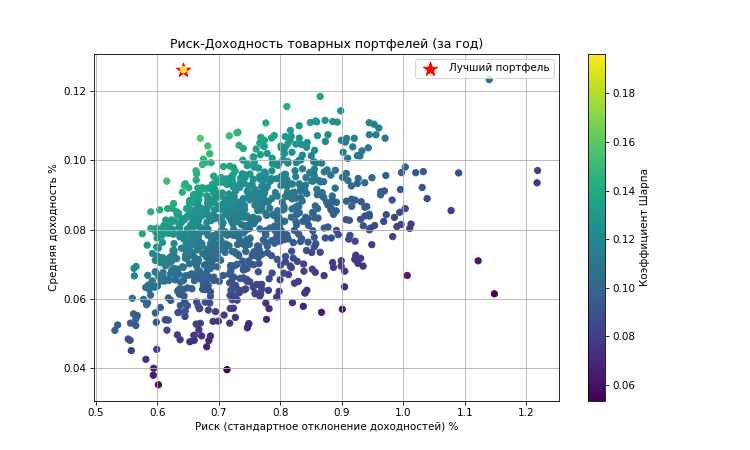 Риск-Доходность товарных портфелей (за год)
Лучший портфель
Средняя доходность %
0.12
0.10
0.08
0.06
0.04
0.5 0.6 0.7 0.8 0.9 1.0 1.1 1.2
Риск (стандартное отклонение доходностей) %
0.18
0.16
0.14
0.12
0.10
0.08
0.06
Коэффициент Шарпа